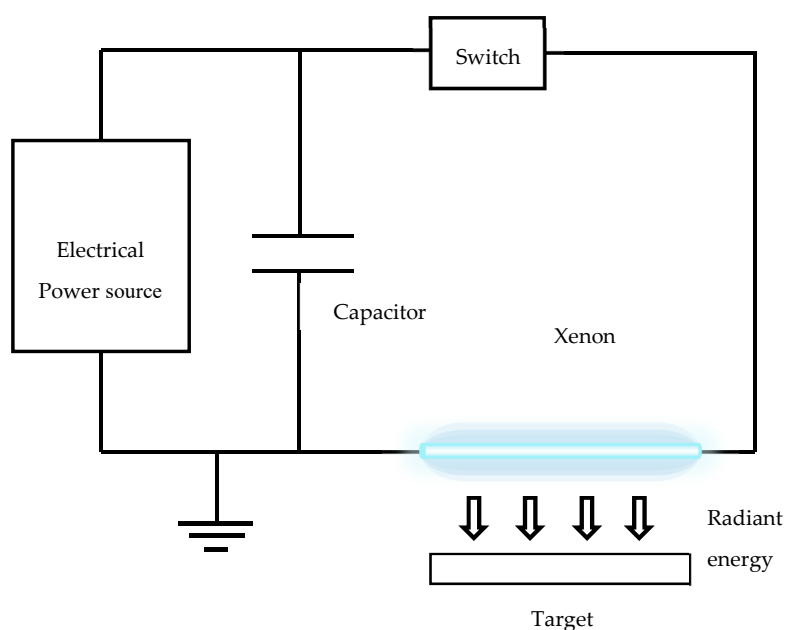 Switch
Electrical
Power source
Capacitor
Xenon
Radiant
energy
Target